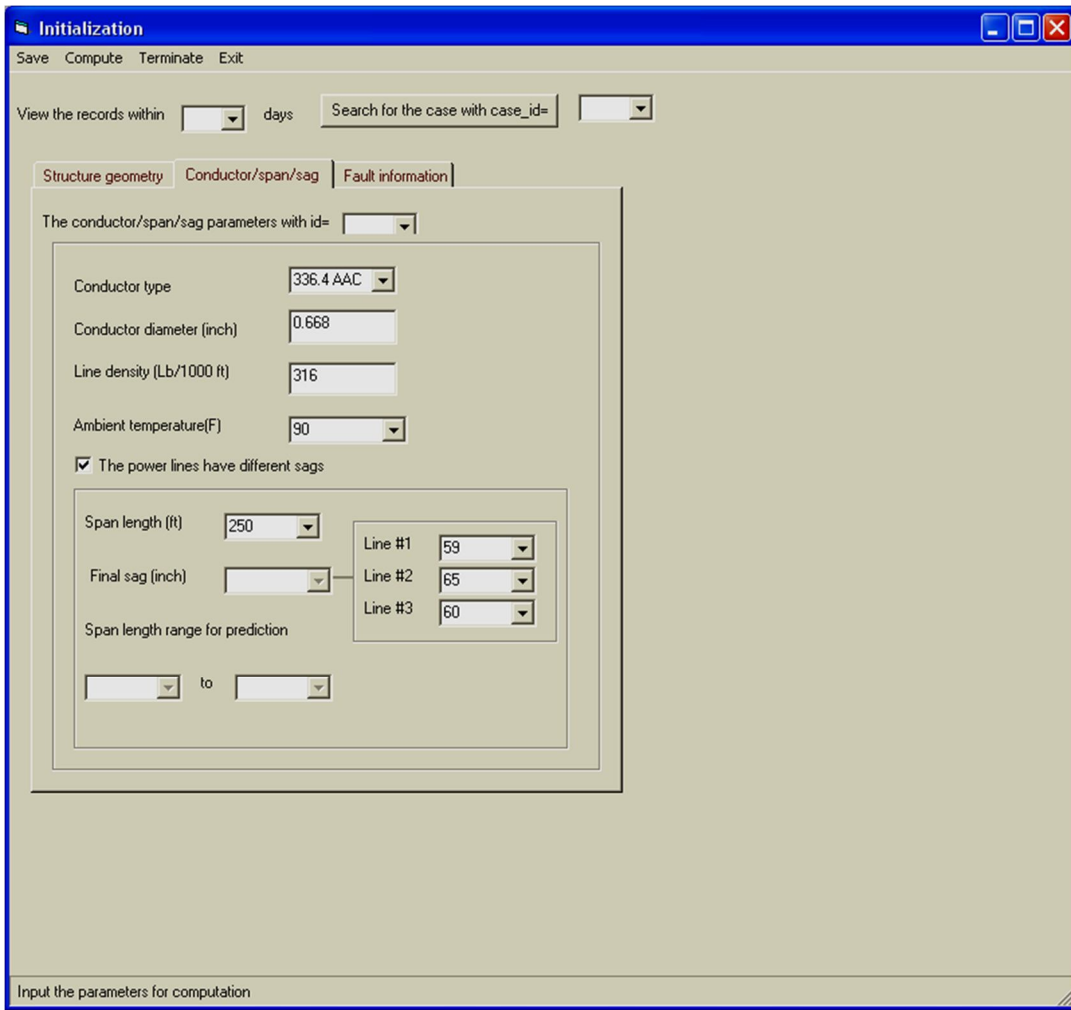 Initialization
Save Compute Terminate Exit
View the records within days Search for the case with case_id=
Structure geometry Conductor/span/sag Fault information
The conductor/span/sag parameters with id=
Conductor type 336.4 AAC
Conductor diameter (inch) 0.668
Line density (Lb/1000 ft) 316
Ambient temperature(F) 90
The power lines have different sags
Span length (ft) 250
Line #1 59
Final sag (inch) Line #2 65
Line #3 60
Span length range for prediction
to
Input the parameters for computation